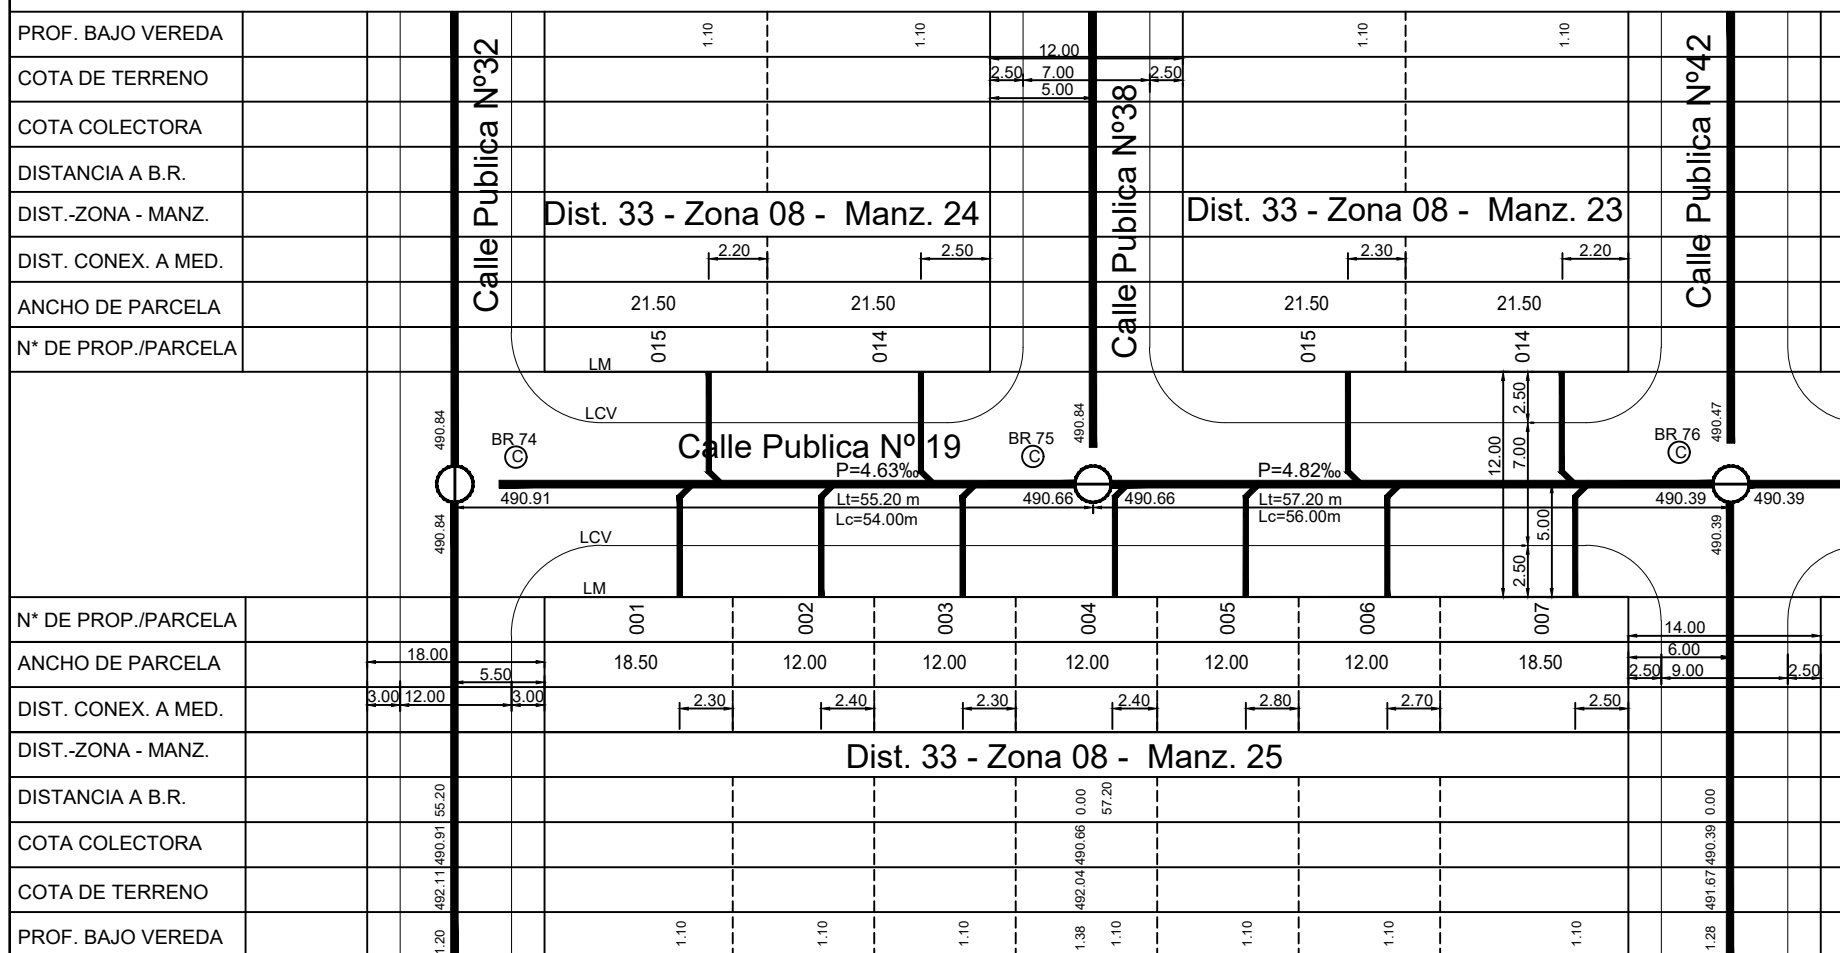 PROF. BAJO VEREDA
1.10
1.10
1.10
1.10
12.00
COTA DE TERRENO
2.50
7.00
2.50
5.00
COTA COLECTORA
DISTANCIA A B.R.
Calle Publica Nº32
Calle Publica Nº38
Calle Publica Nº42
DIST.-ZONA - MANZ.
Dist. 33 - Zona 08 - Manz. 24
Dist. 33 - Zona 08 - Manz. 23
DIST. CONEX. A MED.
2.20
2.50
2.30
2.20
ANCHO DE PARCELA
21.50
21.50
21.50
21.50
N* DE PROP./PARCELA
015
014
015
014
LM
LCV
490.84
490.84
490.47
2.50
7.00
12.00
BR 74
C
Calle Publica Nº 19
BR 75
C
BR 76
C
P=4.63‰
P=4.82‰
490.91
Lt=55.20 m
490.66
490.66
Lt=57.20 m
490.39
490.39
Lc=54.00m
Lc=56.00m
490.84
LCV
5.00
490.39
2.50
LM
N* DE PROP./PARCELA
001
002
003
004
005
006
007
14.00
ANCHO DE PARCELA
18.00
18.50
12.00
12.00
12.00
12.00
12.00
18.50
6.00
5.50
2.50
9.00
2.50
3.00
12.00
3.00
DIST. CONEX. A MED.
2.30
2.40
2.30
2.40
2.80
2.70
2.50
DIST.-ZONA - MANZ.
Dist. 33 - Zona 08 - Manz. 25
DISTANCIA A B.R.
55.20
0.00
57.20
0.00
COTA COLECTORA
490.91
490.66
490.39
COTA DE TERRENO
492.11
492.04
491.67
PROF. BAJO VEREDA
1.20
1.10
1.10
1.10
1.38
1.10
1.10
1.10
1.10
1.28